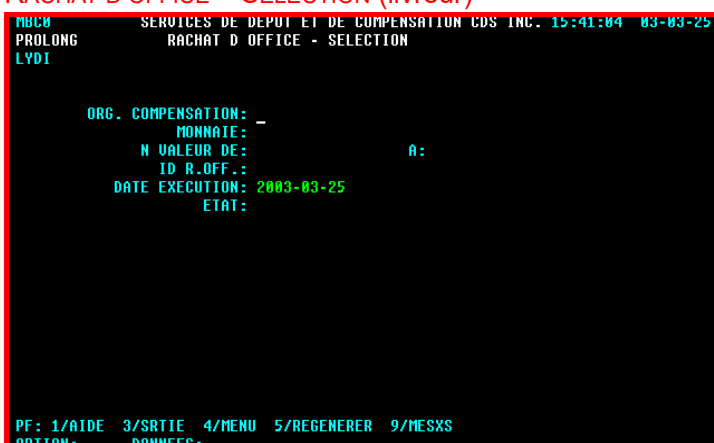 RACHAT D'OFFICE – SÉLECTION (INTOUT)
MBC0 SERVICES DE DEPOT ET DE COMPENSATION CDS INC. 15:41:04 03-03-25
PROLONG RACHAT D OFFICE - SELECTION
LYDI
ORG. COMPENSATION: _
MONNAIE:
N VALEUR DE: A:
ID R.OFF.:
DATE EXECUTION: 2003-03-25
ETAT:
PF: 1/AIDE 3/SRTIE 4/MENU 5/REGENERER 9/MESXS
OPTION: DONNEES: